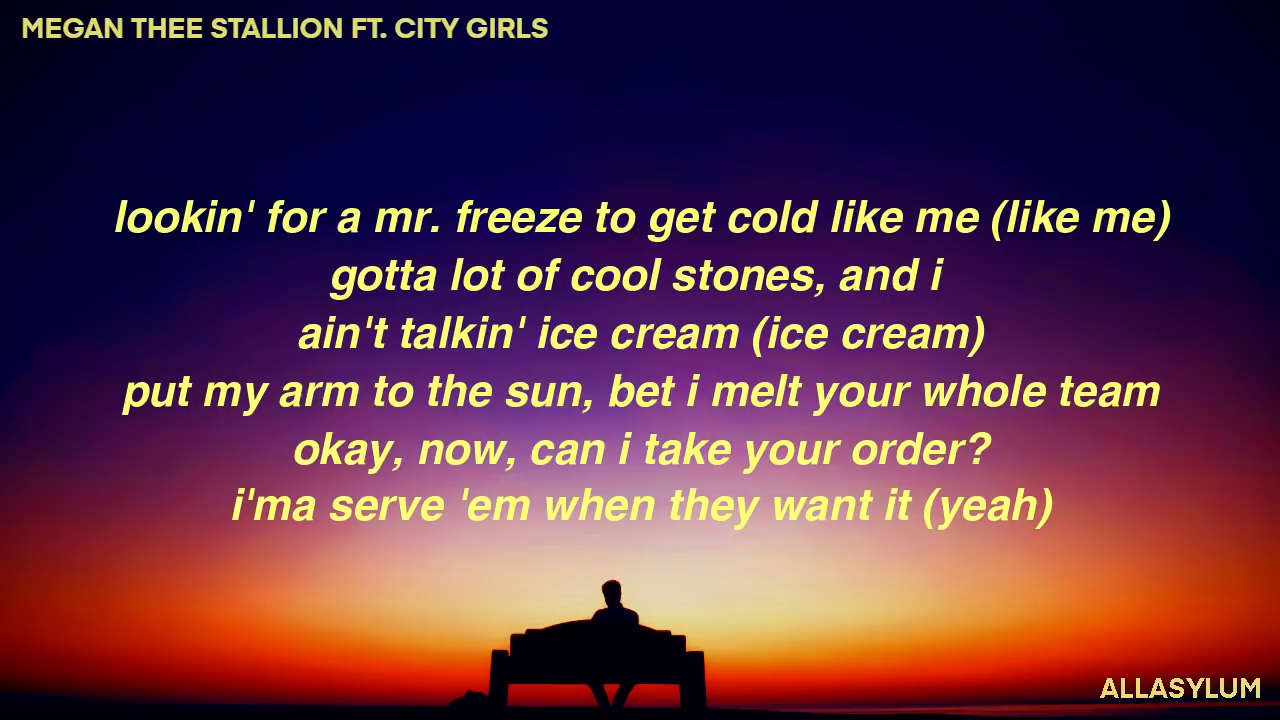 MEGAN THEE STALLION FT. CITY GIRLS
lookin' for a mr. freeze to get cold like me (like me)
gotta lot of cool stones, and i
ain't talkin' ice cream (ice cream)
put my arm to the sun, bet i melt your whole team
okay, now, can i take your order?
i'ma serve 'em when they want it (yeah)
ALLASYLUM